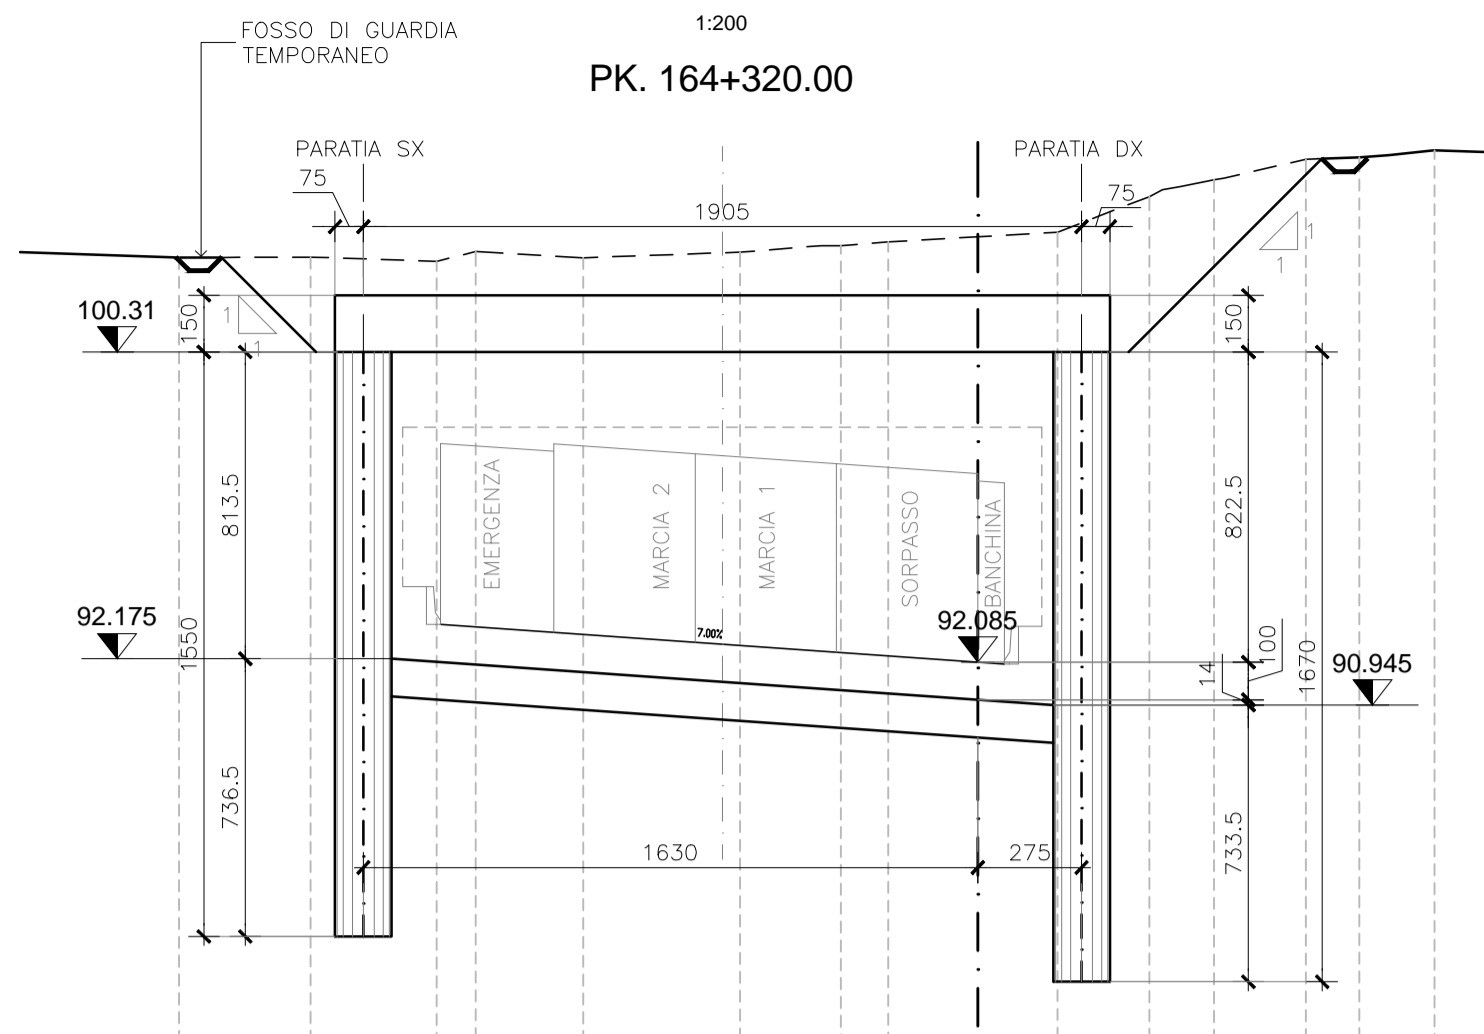 1:200
PK. 164+320.00
FOSSO DI GUARDIA
TEMPORANEO
PARATIA SX
PARATIA DX
75
1905
75
1
1
1
1
100.31
150
150
813.5
822.5
EMERGENZA
MARCIA 2
MARCIA 1
SORPASSO
BANCHINA
7.00%
92.175
92.085
90.945
1550
14
100
1670
736.5
733.5
1630
275